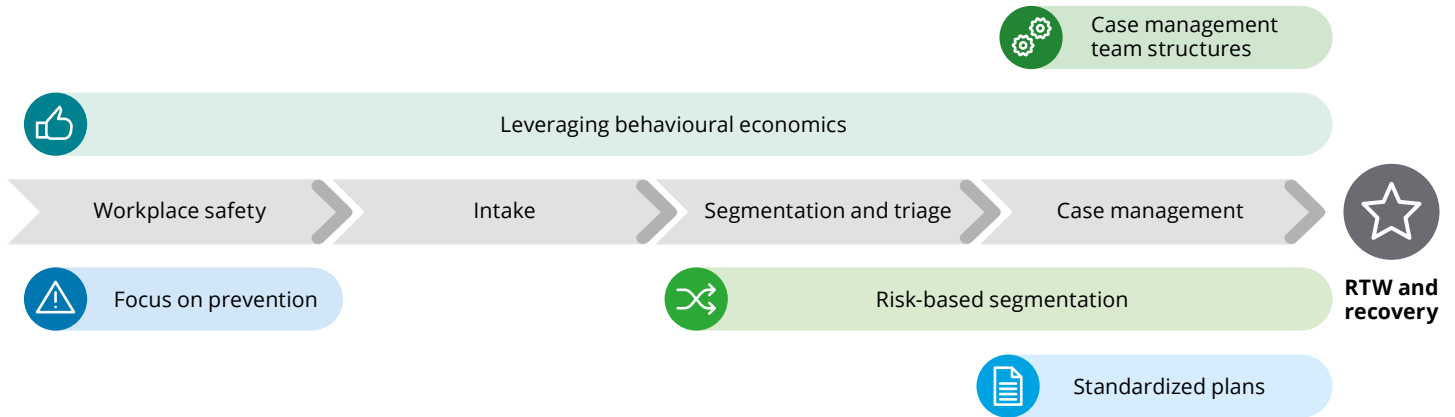 Case management
team structures
Leveraging behavioural economics
Workplace safety
Intake
Segmentation and triage
Case management
Focus on prevention
Risk-based segmentation
RTW and
recovery
Standardized plans